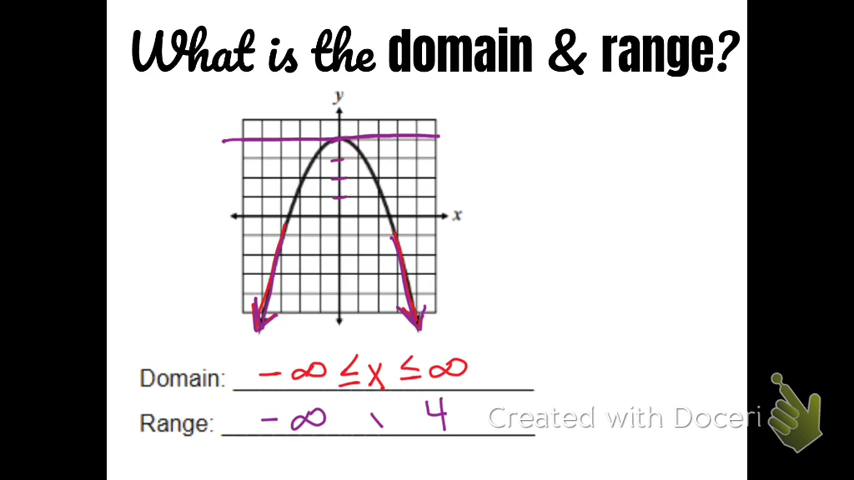 What is the domain & range?
y
x
Domain: -∞ ≤ x ≤ ∞
Range: -∞ 4
Created with Doceri